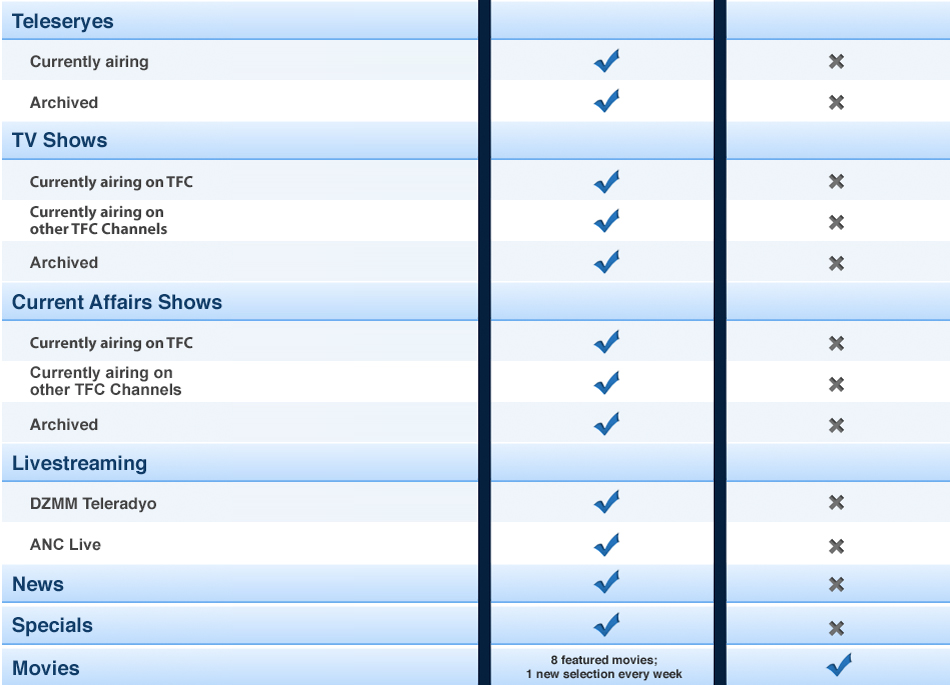 Teleseryes
Currently airing
Archived
TV Shows
Currently airing on TFC
Currently airing on
other TFC Channels
Archived
Current Affairs Shows
Currently airing on TFC
Currently airing on
other TFC Channels
Archived
Livestreaming
DZMM Teleradyo
ANC Live
News
Specials
Movies
8 featured movies;
1 new selection every week